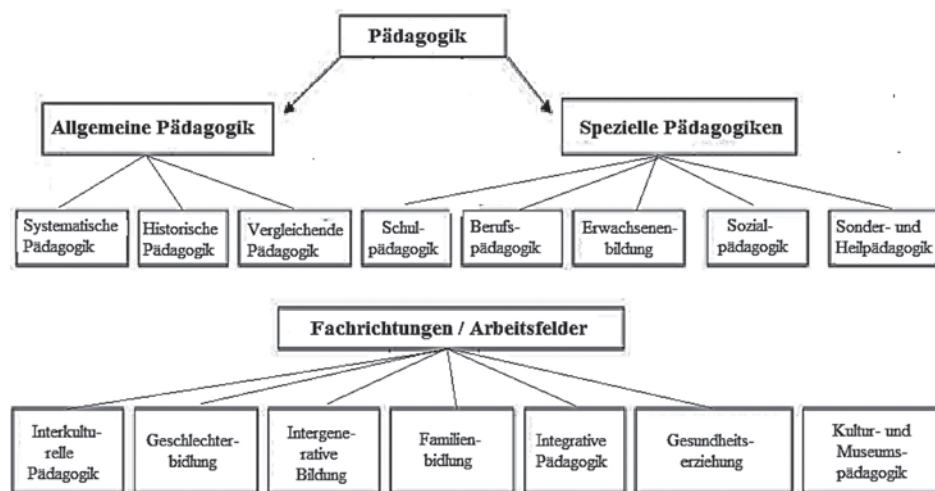 Pädagogik
Allgemeine Pädagogik
Spezielle Pädagogiken
Systematische
Pädagogik
Historische
Pädagogik
Vergleichende
Pädagogik
Schul-
pädagogik
Berufs-
pädagogik
Erwachsenen-
bildung
Sozial-
pädagogik
Sonder- und
Heilpädagogik
Fachrichtungen / Arbeitsfelder
Interkultu-
relle
Pädagogik
Geschlechter-
bidlung
Intergene-
rative
Bildung
Familien-
bidlung
Integrative
Pädagogik
Gesundheits-
erziehung
Kultur- und
Museums-
pädagogik